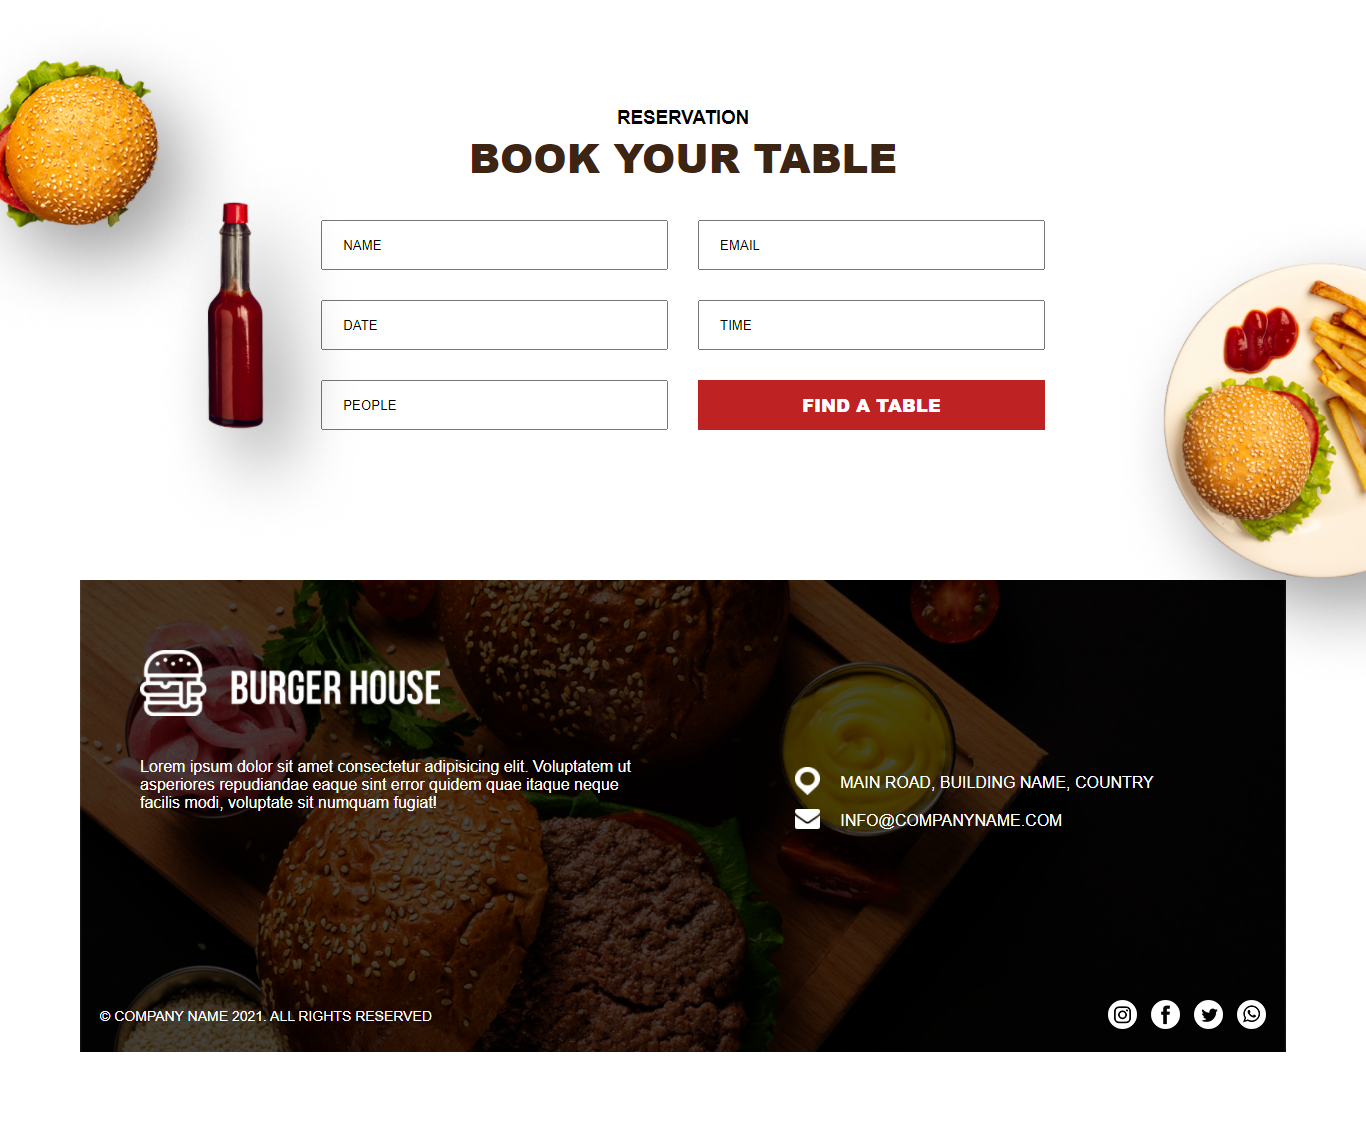 RESERVATION
BOOK YOUR TABLE
NAME
EMAIL
DATE
TIME
PEOPLE
FIND A TABLE
BURGER HOUSE
Lorem ipsum dolor sit amet consectetur adipisicing elit. Voluptatem ut
asperiores repudiandae eaque sint error quidem quae itaque neque
facilis modi, voluptate sit numquam fugiat!
MAIN ROAD, BUILDING NAME, COUNTRY
INFO@COMPANYNAME.COM
© COMPANY NAME 2021. ALL RIGHTS RESERVED